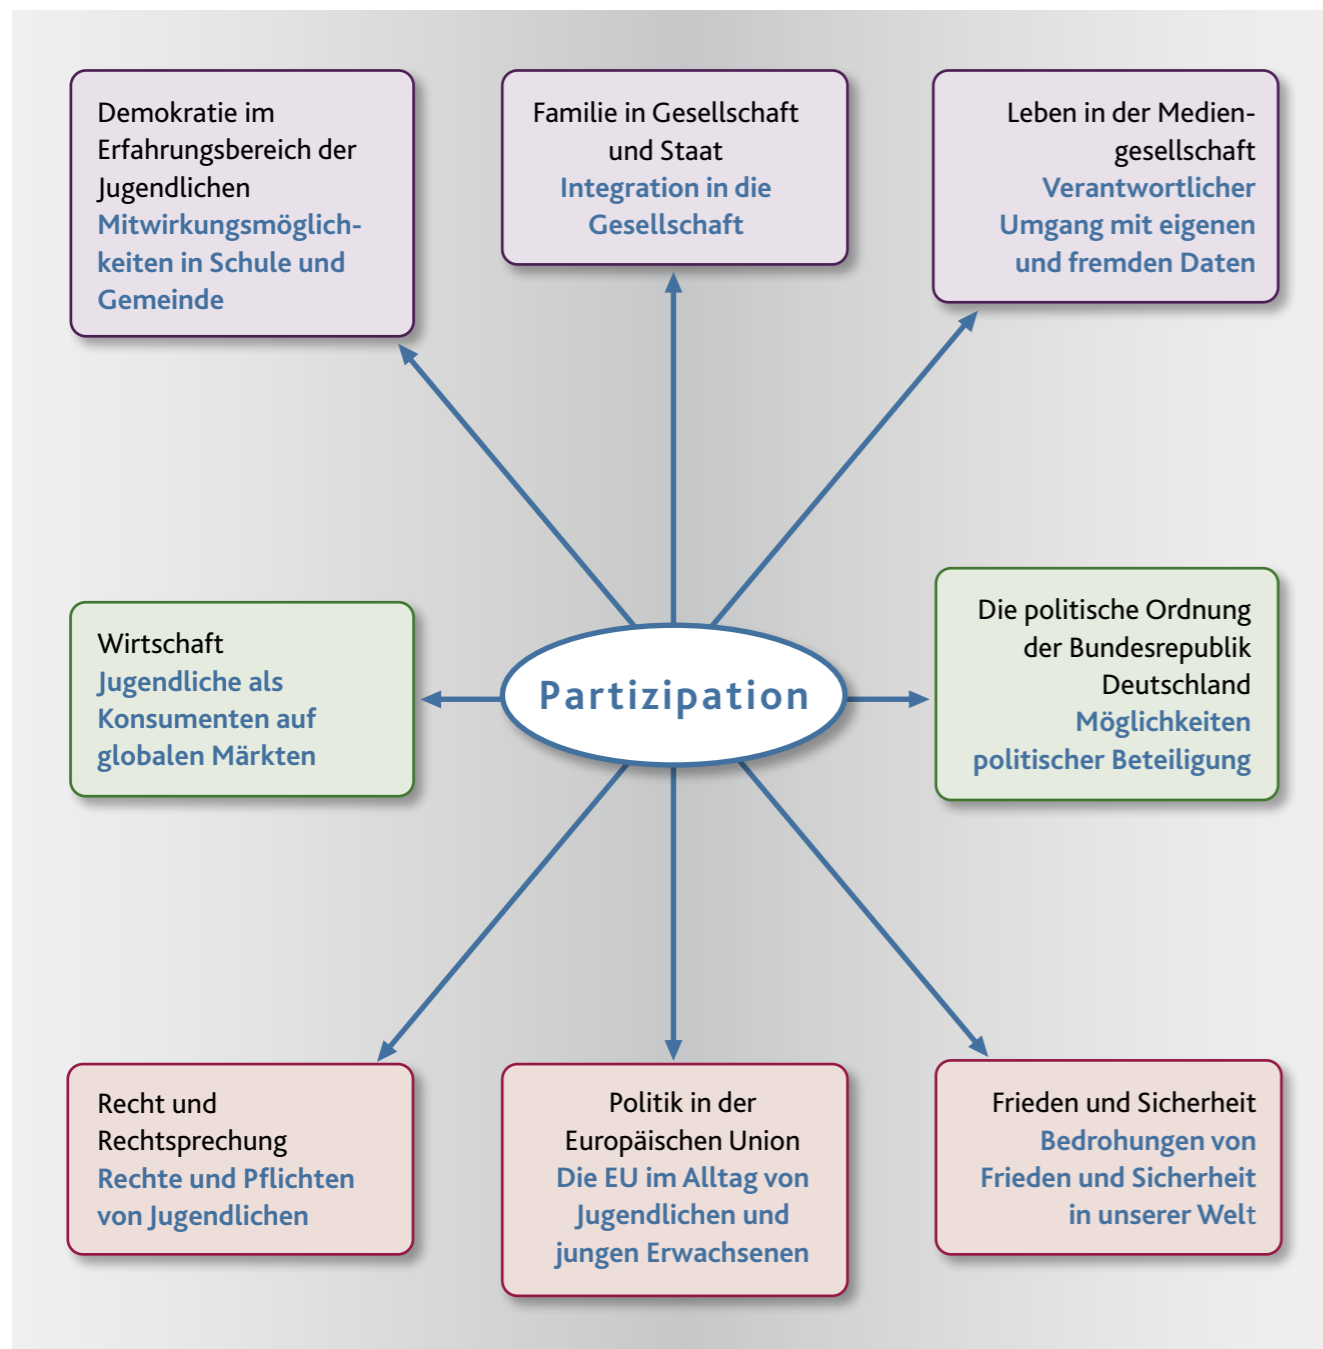 Demokratie im
Erfahrungsbereich der
Jugendlichen
Mitwirkungsmöglich-
keiten in Schule und
Gemeinde
Familie in Gesellschaft
und Staat
Integration in die
Gesellschaft
Leben in der Medien-
gesellschaft
Verantwortlicher
Umgang mit eigenen
und fremden Daten
Wirtschaft
Jugendliche als
Konsumenten auf
globalen Märkten
Partizipation
Die politische Ordnung
der Bundesrepublik
Deutschland
Möglichkeiten
politischer Beteiligung
Recht und
Rechtsprechung
Rechte und Pflichten
von Jugendlichen
Politik in der
Europäischen Union
Die EU im Alltag von
Jugendlichen und
jungen Erwachsenen
Frieden und Sicherheit
Bedrohungen von
Frieden und Sicherheit
in unserer Welt